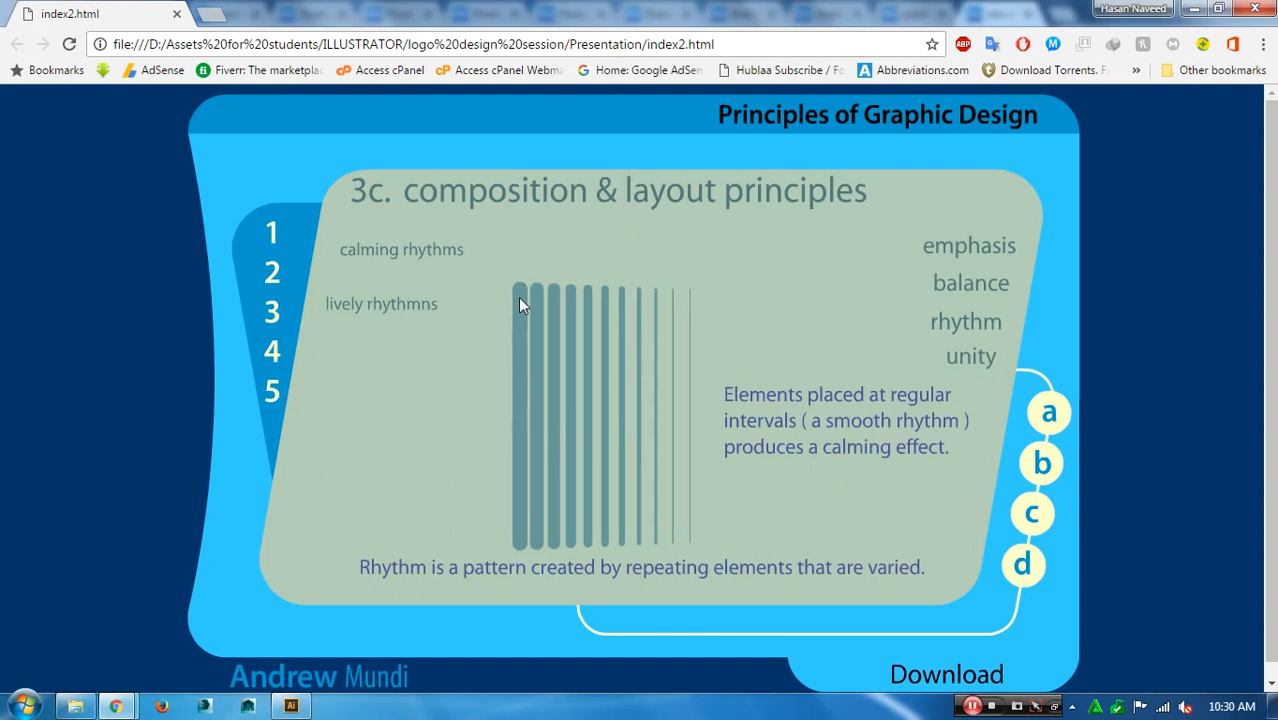 index2.html
Hasan Naveed
file:///D:/Assets%20for%20students/ILLUSTRATOR/logo%20design%20session/Presentation/index2.html
ABP
Bookmarks
AdSense
Fiverr: The marketpla
Access cPanel
Access cPanel Webma
Home: Google AdSen
Hublaa Subscribe / Fo
Abbreviations.com
Download Torrents. Fa
Other bookmarks
Principles of Graphic Design
3c. composition & layout principles
1
2
3
4
5
calming rhythms
lively rhythmns
emphasis
balance
rhythm
unity
Elements placed at regular
intervals ( a smooth rhythm )
produces a calming effect.
a
b
c
d
Rhythm is a pattern created by repeating elements that are varied.
Andrew Mundi
Download
10:30 AM